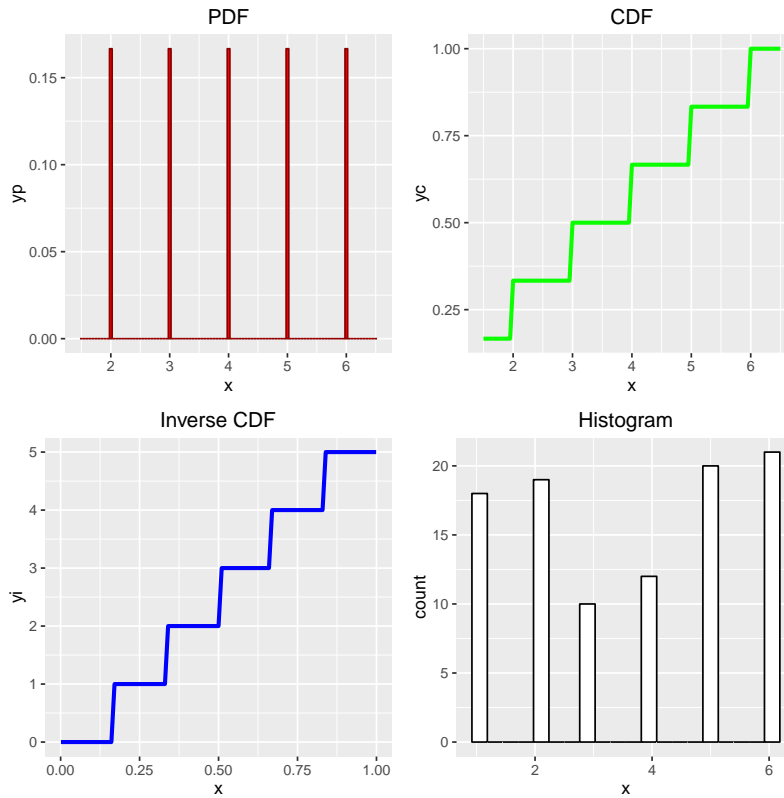 PDF
yp
0.15
0.10
0.05
0.00
2 3 4 5 6
x
CDF
yc
1.00
0.75
0.50
0.25
2 3 4 5 6
x
Inverse CDF
yi
5
4
3
2
1
0
0.00 0.25 0.50 0.75 1.00
x
Histogram
count
20
15
10
5
0
2 4 6
x